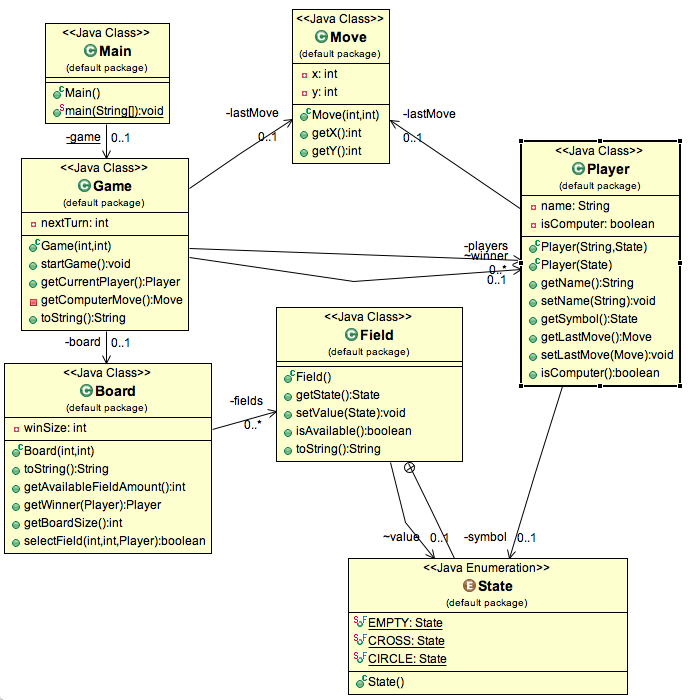 <<Java Class>>
Main
(default package)
Main()
main(String[]):void
-game
0..1
<<Java Class>>
Move
(default package)
x: int
y: int
Move(int,int)
getX():int
getY():int
-lastMove
0..1
-lastMove
0..1
<<Java Class>>
Game
(default package)
nextTurn: int
Game(int,int)
startGame():void
getCurrentPlayer():Player
getComputerMove():Move
toString():String
-players
~winner
0..*
0..1
<<Java Class>>
Player
(default package)
name: String
isComputer: boolean
Player(String,State)
Player(State)
getName():String
setName(String):void
getSymbol():State
getLastMove():Move
setLastMove(Move):void
isComputer():boolean
-board
0..1
<<Java Class>>
Board
(default package)
winSize: int
Board(int,int)
toString():String
getAvailableFieldAmount():int
getWinner(Player):Player
getBoardSize():int
selectField(int,int,Player):boolean
-fields
0..*
<<Java Class>>
Field
(default package)
Field()
getState():State
setValue(State):void
isAvailable():boolean
toString():String
~value
0..1
-symbol
0..1
<<Java Enumeration>>
State
(default package)
EMPTY: State
CROSS: State
CIRCLE: State
State()